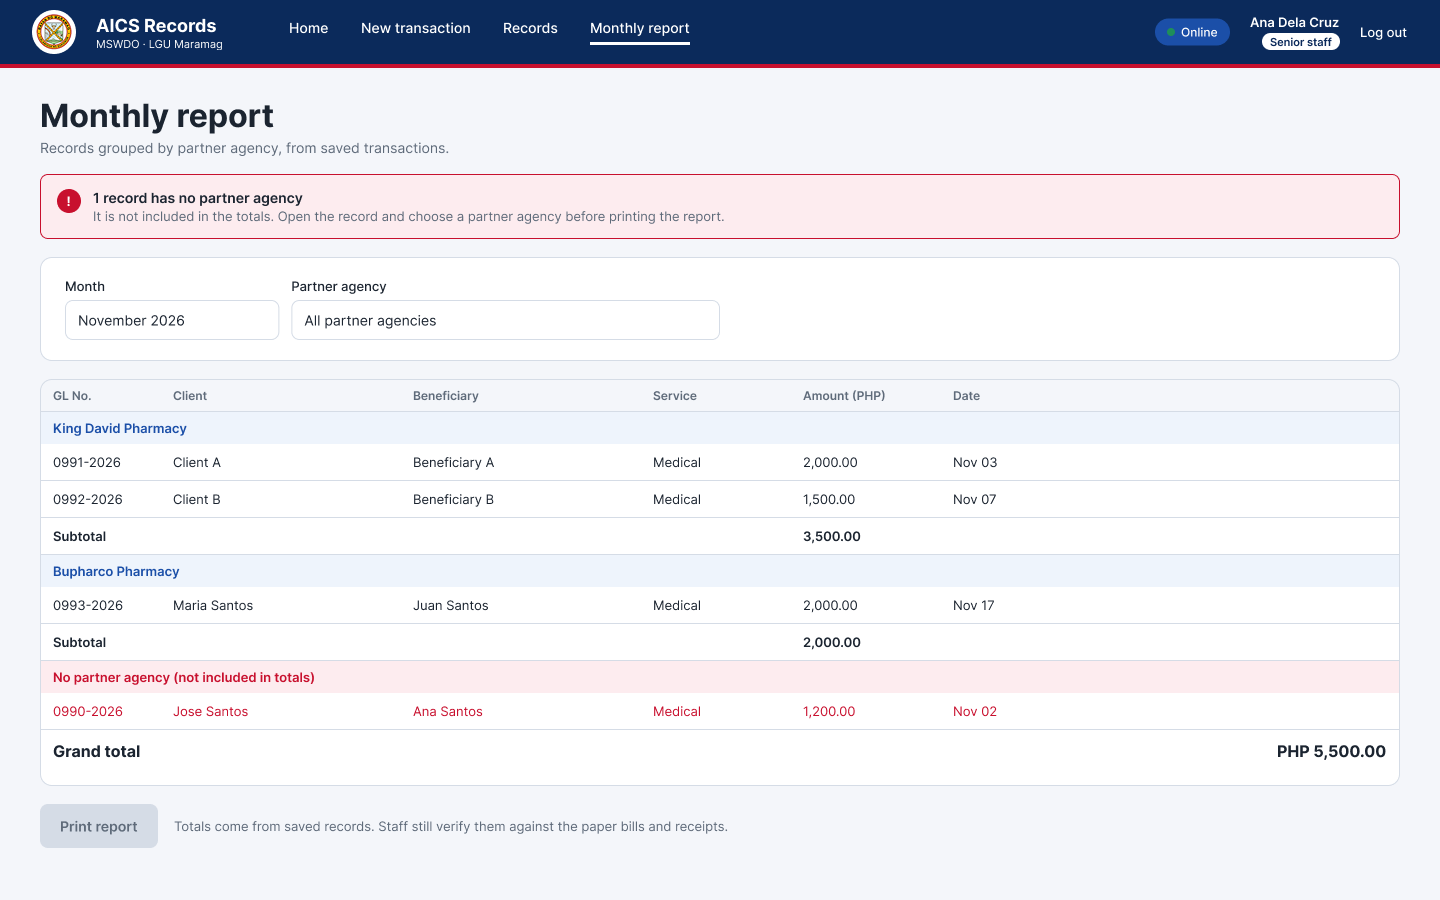 AICS Records
MSWDO · LGU Maramag
Home
New transaction
Records
Monthly report
Online
Ana Dela Cruz
Senior staff
Log out
Monthly report
Records grouped by partner agency, from saved transactions.
!
1 record has no partner agency
It is not included in the totals. Open the record and choose a partner agency before printing the report.
Month
Partner agency
November 2026
All partner agencies
GL No. Client Beneficiary Service Amount (PHP) Date
King David Pharmacy
0991-2026 Client A Beneficiary A Medical 2,000.00 Nov 03
0992-2026 Client B Beneficiary B Medical 1,500.00 Nov 07
Subtotal 3,500.00
Bupharco Pharmacy
0993-2026 Maria Santos Juan Santos Medical 2,000.00 Nov 17
Subtotal 2,000.00
No partner agency (not included in totals)
0990-2026 Jose Santos Ana Santos Medical 1,200.00 Nov 02
Grand total PHP 5,500.00
Print report
Totals come from saved records. Staff still verify them against the paper bills and receipts.